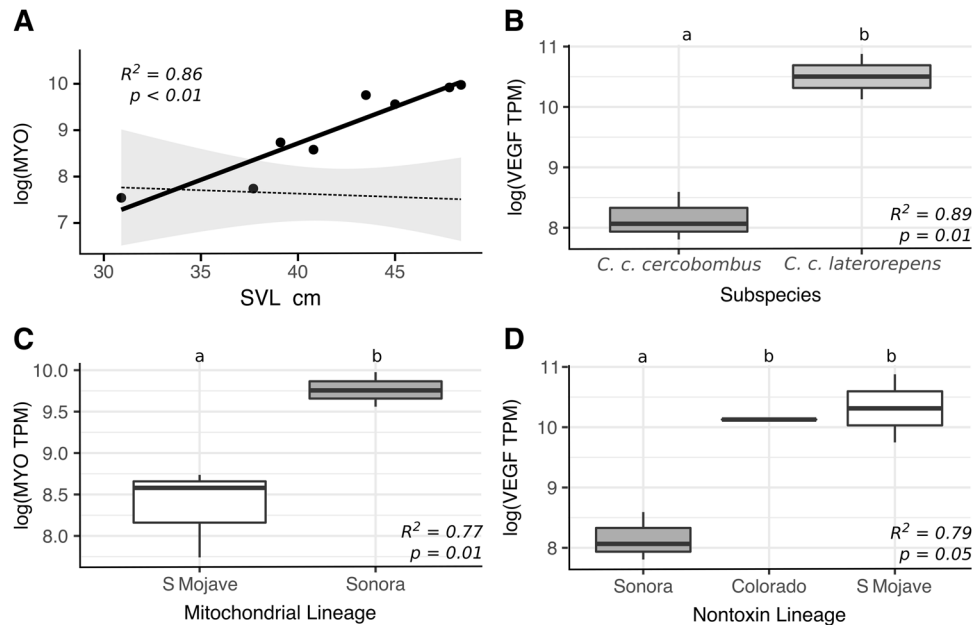 A
R² = 0.86
p < 0.01
10
9
8
7
log(MYO)
30 35 40 45
SVL cm
B
a b
11
10
9
8
log(VEGF TPM)
R² = 0.89
p = 0.01
C. c. cercobombus C. c. laterorepens
Subspecies
C
a b
10.0
9.5
9.0
8.5
8.0
log(MYO TPM)
R² = 0.77
p = 0.01
S Mojave Sonora
Mitochondrial Lineage
D
a b b
11
10
9
8
log(VEGF TPM)
R² = 0.79
p = 0.05
Sonora Colorado S Mojave
Nontoxin Lineage